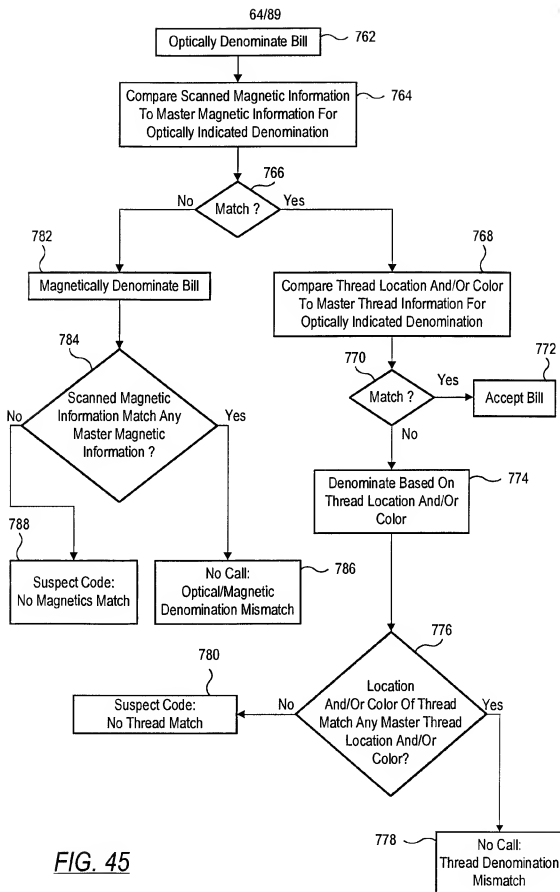 64/89
Optically Denominate Bill
762
Compare Scanned Magnetic Information
To Master Magnetic Information For
Optically Indicated Denomination
764
766
Match ?
No
Yes
782
Magnetically Denominate Bill
768
Compare Thread Location And/Or Color
To Master Thread Information For
Optically Indicated Denomination
784
Scanned Magnetic
Information Match Any
Master Magnetic
Information ?
No
Yes
770
Match ?
Yes
No
772
Accept Bill
Denominate Based On
Thread Location And/Or
Color
774
788
Suspect Code:
No Magnetics Match
No Call:
Optical/Magnetic
Denomination Mismatch
786
776
Location
And/Or Color Of Thread
Match Any Master Thread
Location And/Or
Color?
No
Yes
780
Suspect Code:
No Thread Match
778
No Call:
Thread Denomination
Mismatch
FIG. 45